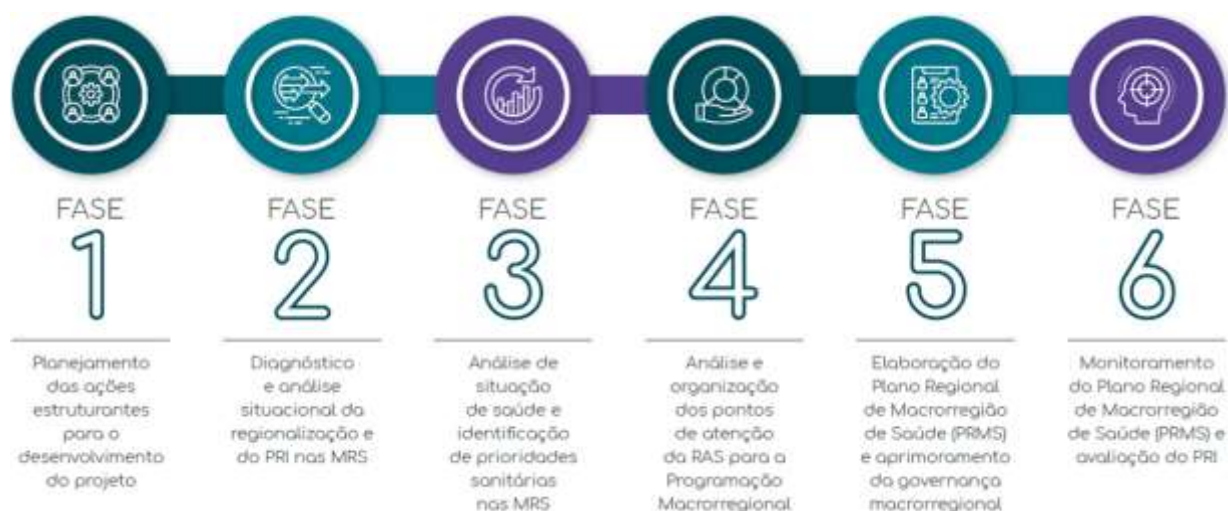 FASE
1
Planejamento
das ações
estruturantes
para o
desenvolvimento
do projeto
FASE
2
Diagnóstico
e análise
situacional da
regionalização e
do PRI nas MRS
FASE
3
Análise de
situação
de saúde e
identificação
de prioridades
sanitárias
nas MRS
FASE
4
Análise e
organização
dos pontos
de atenção
da RAS para a
Programação
Macrorregional
FASE
5
Elaboração do
Plano Regional
de Macrorregião
de Saúde (PRMS)
e aprimoramento
da governança
macrorregional
FASE
6
Monitoramento
do Plano Regional
de Macrorregião
de Saúde (PRMS) e
avaliação do PRI